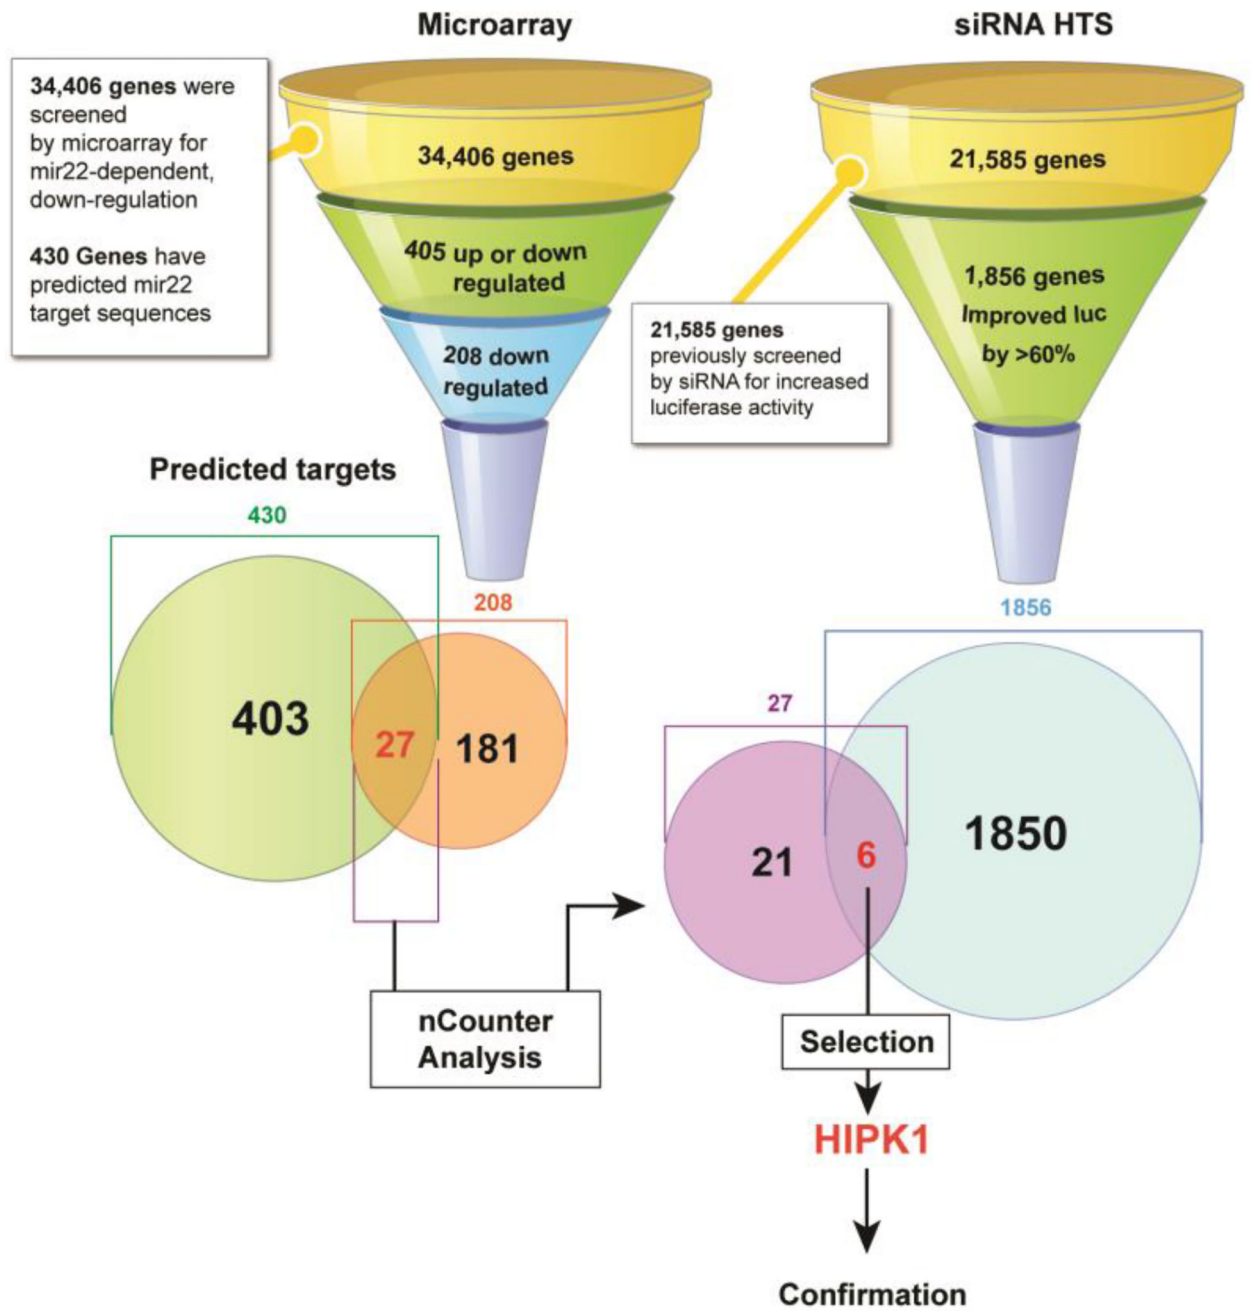 Microarray
siRNA HTS
34,406 genes were
screened
by microarray for
mir22-dependent,
down-regulation
430 Genes have
predicted mir22
target sequences
34,406 genes
405 up or down
regulated
208 down
regulated
21,585 genes
1,856 genes
Improved luc
by >60%
21,585 genes
previously screened
by siRNA for increased
luciferase activity
Predicted targets
430
208
403
27
181
1856
27
21
6
1850
nCounter
Analysis
Selection
HIPK1
Confirmation